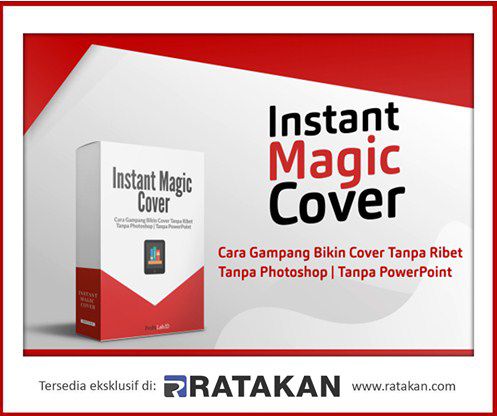 Instant
Magic
Cover
Cara Gampang Bikin Cover Tanpa Ribet
Tanpa Photoshop | Tanpa PowerPoint
Instant Magic
Cover
Cara Gampang Bikin Cover Tanpa Ribet
Tanpa Photoshop | Tanpa PowerPoint
INSTANT
MAGIC
COVER
Tersedia eksklusif di:
RATAKAN
www.ratakan.com